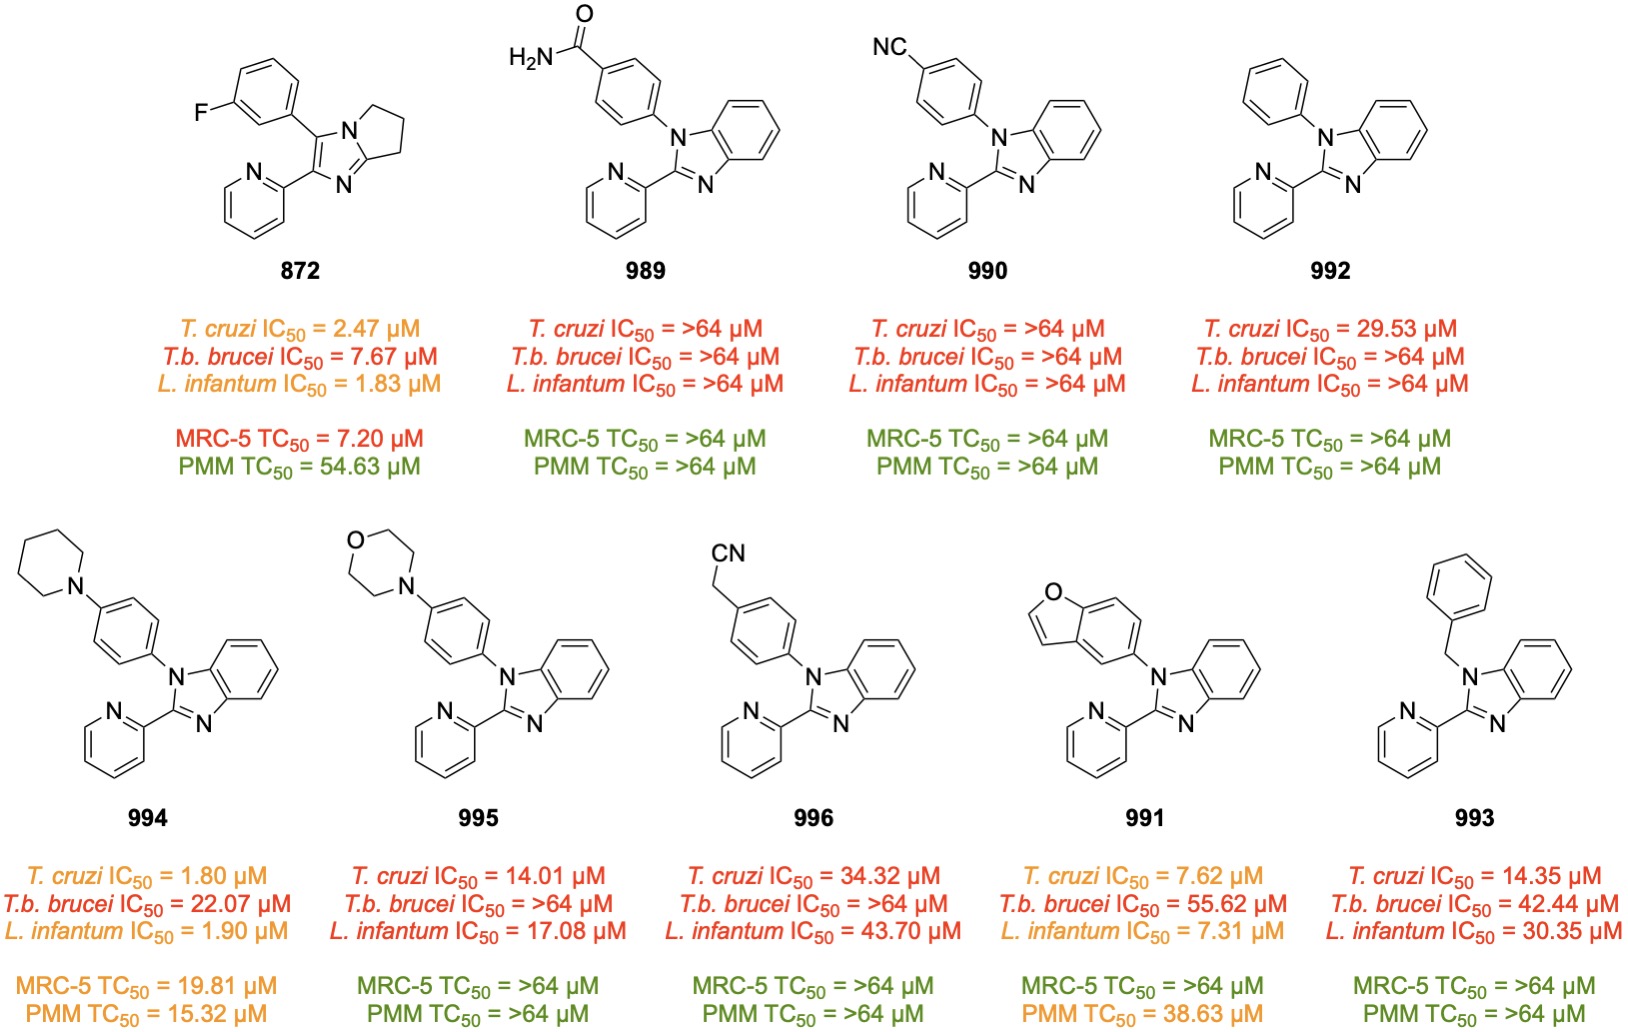 O
H₂N
F
N
N
N
N
N
N
872
NC
N
N
N
989
990
N
N
N
992
T. cruzi IC₅₀ = 2.47 µM
T.b. brucei IC₅₀ = 7.67 µM
L. infantum IC₅₀ = 1.83 µM
MRC-5 TC₅₀ = 7.20 µM
PMM TC₅₀ = 54.63 µM
T. cruzi IC₅₀ = >64 µM
T.b. brucei IC₅₀ = >64 µM
L. infantum IC₅₀ = >64 µM
MRC-5 TC₅₀ = >64 µM
PMM TC₅₀ = >64 µM
T. cruzi IC₅₀ = >64 µM
T.b. brucei IC₅₀ = >64 µM
L. infantum IC₅₀ = >64 µM
MRC-5 TC₅₀ = >64 µM
PMM TC₅₀ = >64 µM
T. cruzi IC₅₀ = 29.53 µM
T.b. brucei IC₅₀ = >64 µM
L. infantum IC₅₀ = >64 µM
MRC-5 TC₅₀ = >64 µM
PMM TC₅₀ = >64 µM
N
N
N
N
994
O
N
N
N
N
995
CN
N
N
N
996
O
N
N
N
991
N
N
N
993
T. cruzi IC₅₀ = 1.80 µM
T.b. brucei IC₅₀ = 22.07 µM
L. infantum IC₅₀ = 1.90 µM
MRC-5 TC₅₀ = 19.81 µM
PMM TC₅₀ = 15.32 µM
T. cruzi IC₅₀ = 14.01 µM
T.b. brucei IC₅₀ = >64 µM
L. infantum IC₅₀ = 17.08 µM
MRC-5 TC₅₀ = >64 µM
PMM TC₅₀ = >64 µM
T. cruzi IC₅₀ = 34.32 µM
T.b. brucei IC₅₀ = >64 µM
L. infantum IC₅₀ = 43.70 µM
MRC-5 TC₅₀ = >64 µM
PMM TC₅₀ = >64 µM
T. cruzi IC₅₀ = 7.62 µM
T.b. brucei IC₅₀ = 55.62 µM
L. infantum IC₅₀ = 7.31 µM
MRC-5 TC₅₀ = >64 µM
PMM TC₅₀ = 38.63 µM
T. cruzi IC₅₀ = 14.35 µM
T.b. brucei IC₅₀ = 42.44 µM
L. infantum IC₅₀ = 30.35 µM
MRC-5 TC₅₀ = >64 µM
PMM TC₅₀ = >64 µM